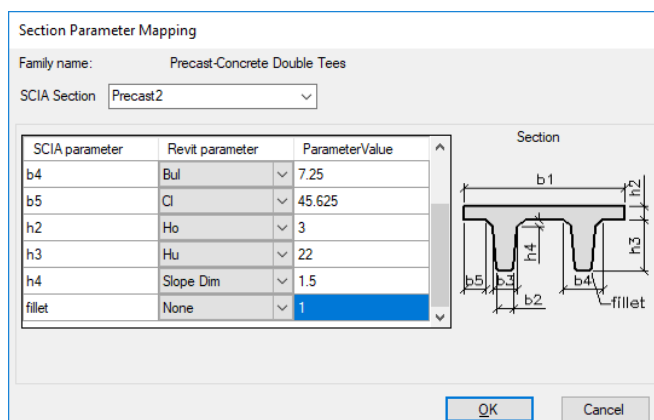 Section Parameter Mapping
Family name: Precast-Concrete Double Tees
SCIA Section Precast2
SCIA parameter Revit parameter ParameterValue
b4 Bul 7.25
b5 Cl 45.625
h2 Ho 3
h3 Hu 22
h4 Slope Dim 1.5
fillet None 1
Section
b1
h2
h4
h3
b5 b3 b4
b2
fillet
OK Cancel